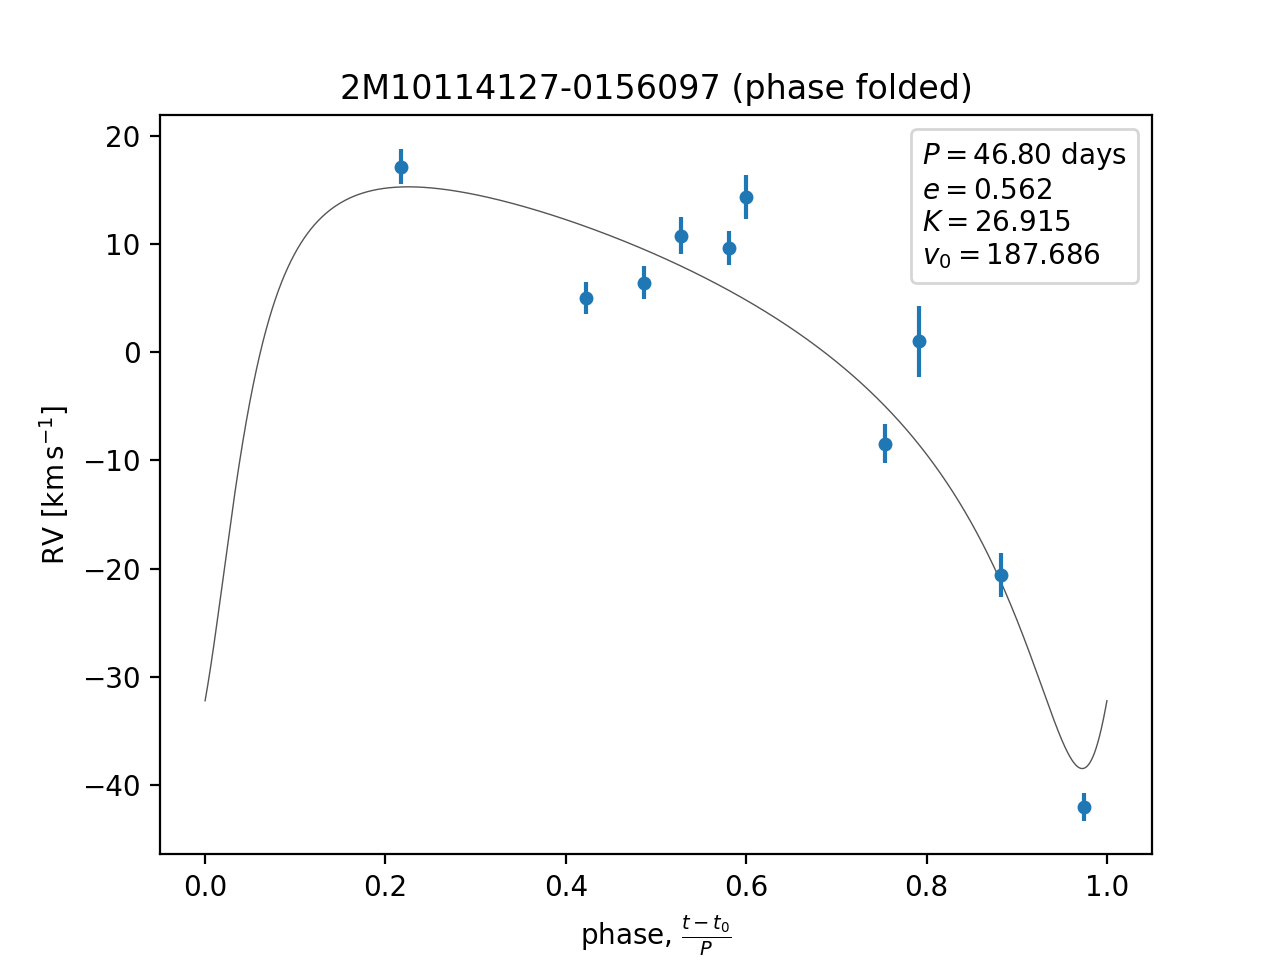 2M10114127-0156097 (phase folded)
P = 46.80 days
e = 0.562
K = 26.915
v₀ = 187.686
20
10
0
−10
−20
−30
−40
RV [km s⁻¹]
0.0 0.2 0.4 0.6 0.8 1.0
phase, (t − t₀)/P